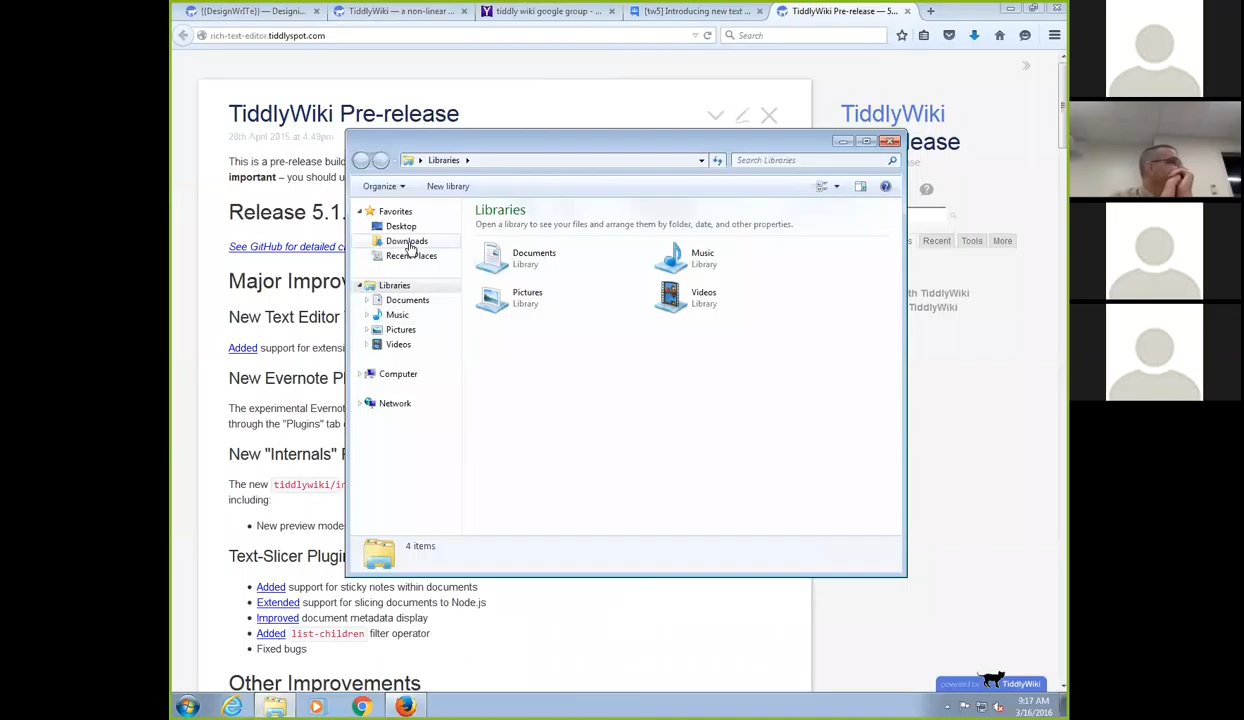 {{DesignWriTe}} — Designi...
TiddlyWiki — a non-linear ...
tiddly wiki google group - ...
[tw5] Introducing new text ...
TiddlyWiki Pre-release — 5...
rich-text-editor.tiddlyspot.com
Search
TiddlyWiki Pre-release
28th April 2015 at 4:49pm
This is a pre-release build
important – you should u
Release 5.1.
See GitHub for detailed c
Major Impro
New Text Editor
Added support for extensi
New Evernote Pl
The experimental Evernot
through the "Plugins" tab
New "Internals"
The new tiddlywiki/in
including:
New preview mode
Text-Slicer Plugin
Added support for sticky notes within documents
Extended support for slicing documents to Node.js
Improved document metadata display
Added list-children filter operator
Fixed bugs
Other Improvements
TiddlyWiki
lease
Recent
Tools
More
th TiddlyWiki
TiddlyWiki
Libraries
Search Libraries
Organize
New library
Favorites
Desktop
Downloads
Recent Places
Libraries
Documents
Music
Pictures
Videos
Computer
Network
Libraries
Open a library to see your files and arrange them by folder, date, and other properties.
Documents
Library
Music
Library
Pictures
Library
Videos
Library
4 items
powered by TiddlyWiki
9:17 AM
3/16/2016